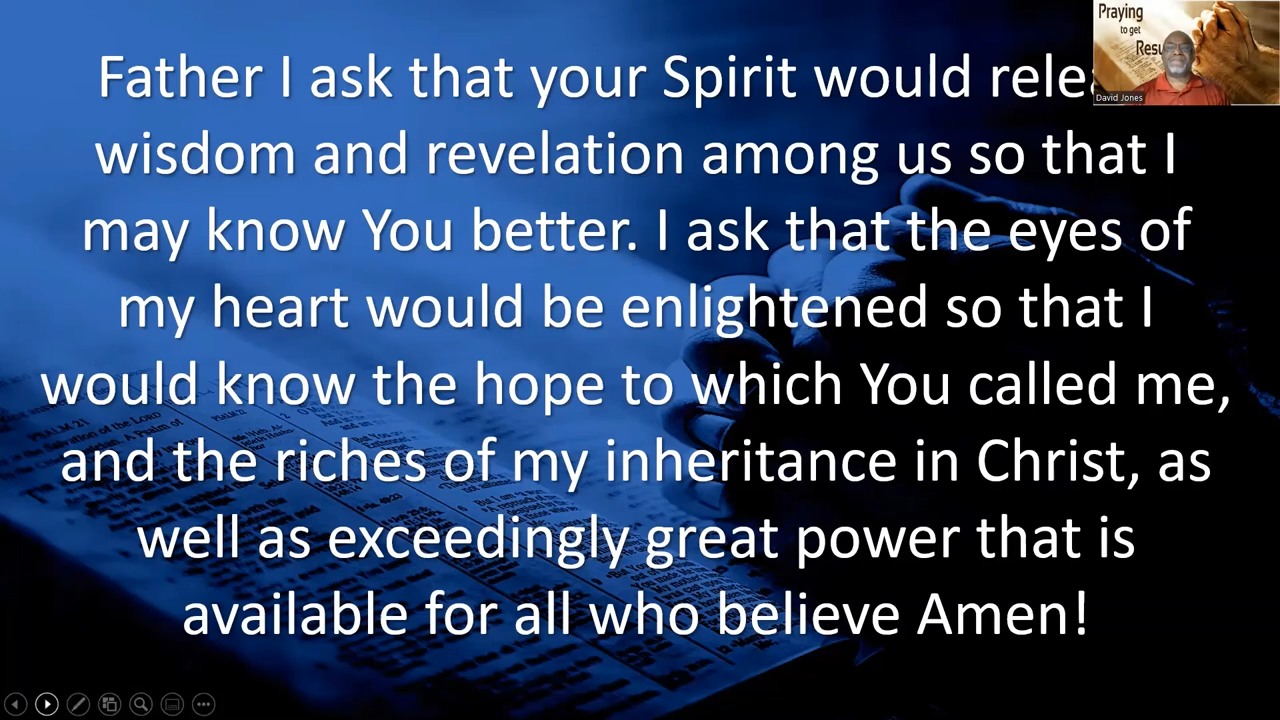 Father I ask that your Spirit would
wisdom and revelation among us so that I
may know You better. I ask that the eyes of
my heart would be enlightened so that I
would know the hope to which You called me,
and the riches of my inheritance in Christ, as
well as exceedingly great power that is
available for all who believe Amen!
Praying
to get
David Jones
PSALM 21